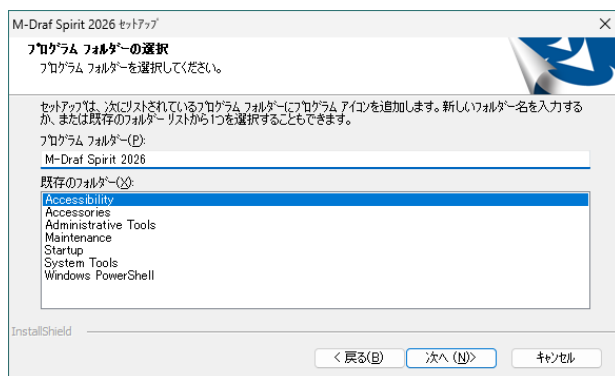 M-Draf Spirit 2026 ｾｯﾄｱｯﾌﾟ
プログラム フォルダーの選択
プログラム フォルダーを選択してください。
セットアップは、次にリストされているプログラム フォルダーにプログラム アイコンを追加します。新しいフォルダー名を入力する
か、または既存のフォルダー リストから1つを選択することもできます。
プログラム フォルダー(P):
M-Draf Spirit 2026
既存のフォルダー(X):
Accessibility
Accessories
Administrative Tools
Maintenance
Startup
System Tools
Windows PowerShell
InstallShield
< 戻る(B)
次へ (N)>
キャンセル